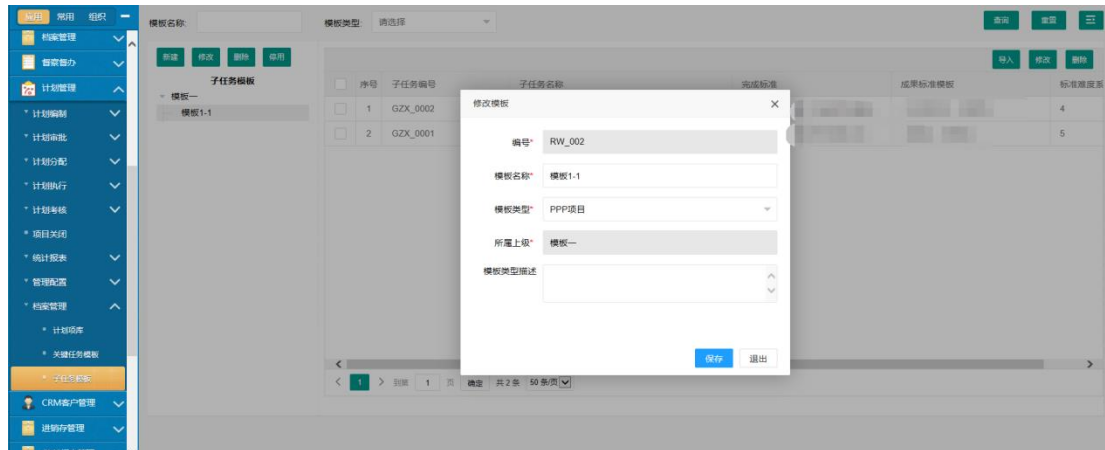 应用 常用 组织
档案管理
督察督办
计划管理
计划编制
计划审批
计划分配
计划执行
计划考核
项目关闭
统计报表
管理配置
档案管理
计划项库
关键任务模板
子任务模板
CRM客户管理
进销存管理
模板名称: 模板类型: 请选择 查询 重置
新建 修改 删除 停用
子任务模板
模板一
模板1-1
导入 修改 删除
序号 子任务编号 子任务名称 完成标准 成果标准模板 标准难度系
1 GZX_0002 4
2 GZX_0001 5
修改模板
编号* RW_002
模板名称* 模板1-1
模板类型* PPP项目
所属上级* 模板一
模板类型描述
保存 退出
1 到第 1 页 确定 共2条 50条/页